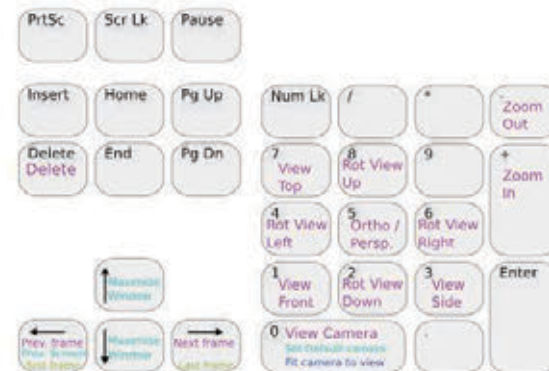 PrtSc Scr Lk Pause
Insert Home Pg Up Num Lk / * -
Zoom
Out
Delete End Pg Dn 7 8 9 +
Delete View Rot View Zoom
Top Up In
4 5 6
Rot View Ortho / Rot View
Left Persp. Right
1 2 3 Enter
Maximize View Rot View View
Window Front Down Side
0 View Camera .
Prev. frame Maximize Next frame Set Default camera
Window Last frame Fit camera to view